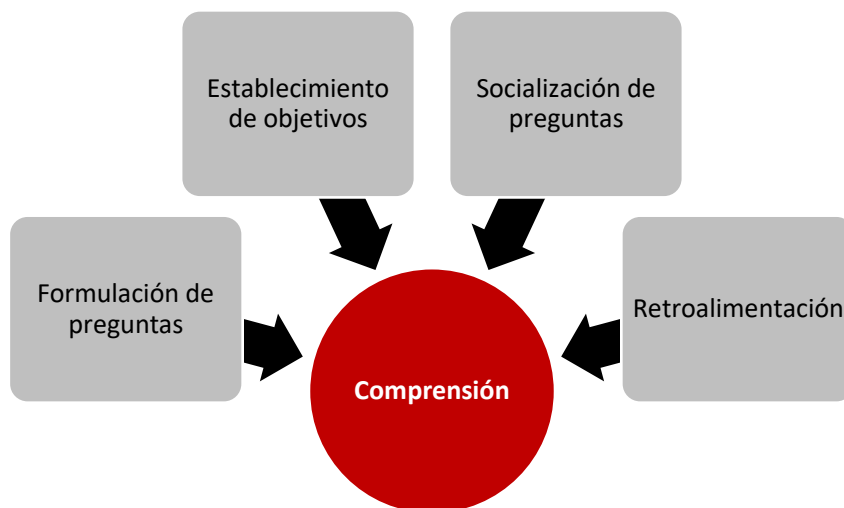 Establecimiento
de objetivos
Socialización de
preguntas
Formulación de
preguntas
Retroalimentación
Comprensión